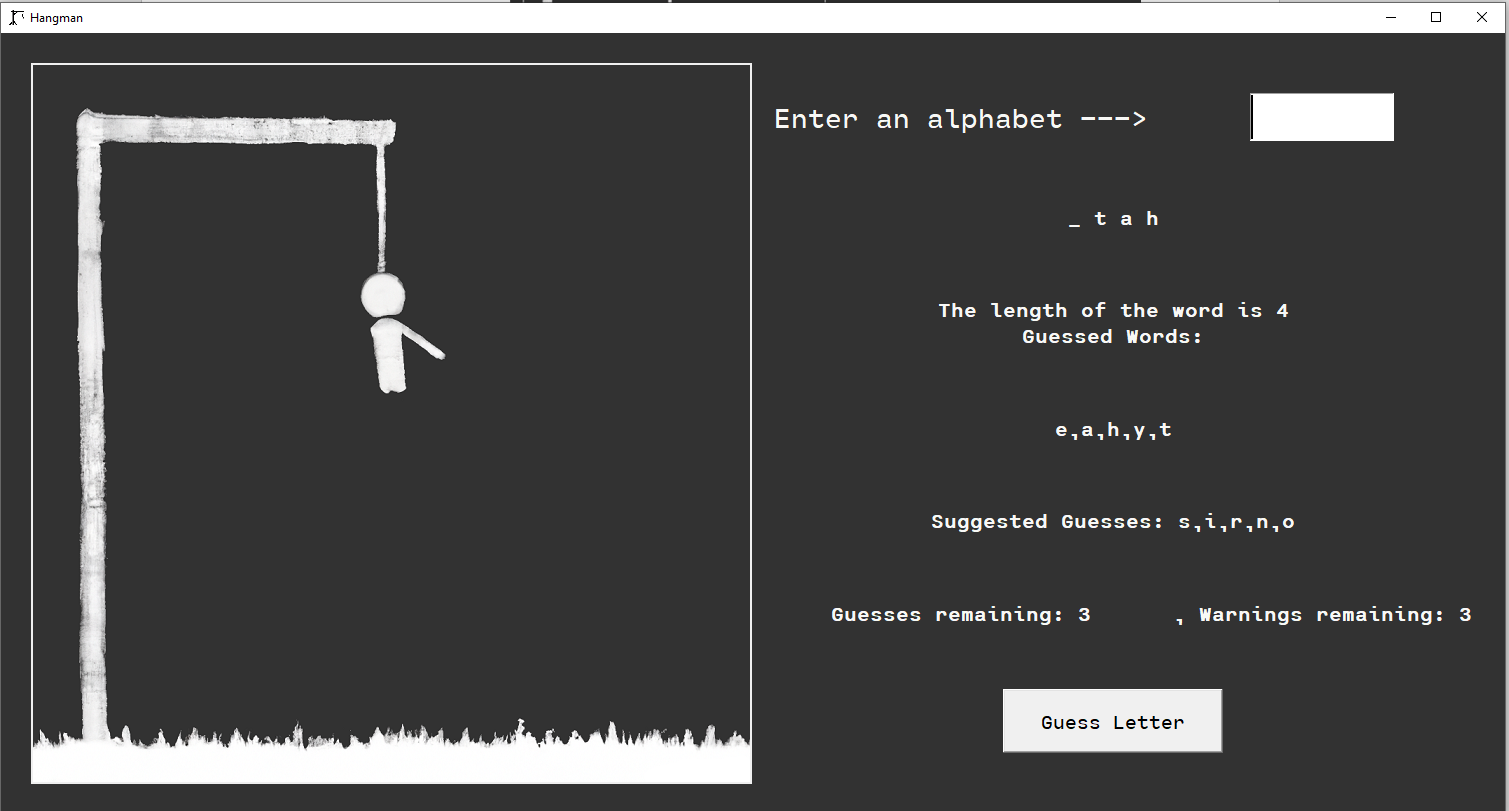 Hangman
Enter an alphabet --->
_ t a h
The length of the word is 4
Guessed Words:
e,a,h,y,t
Suggested Guesses: s,i,r,n,o
Guesses remaining: 3 , Warnings remaining: 3
Guess Letter